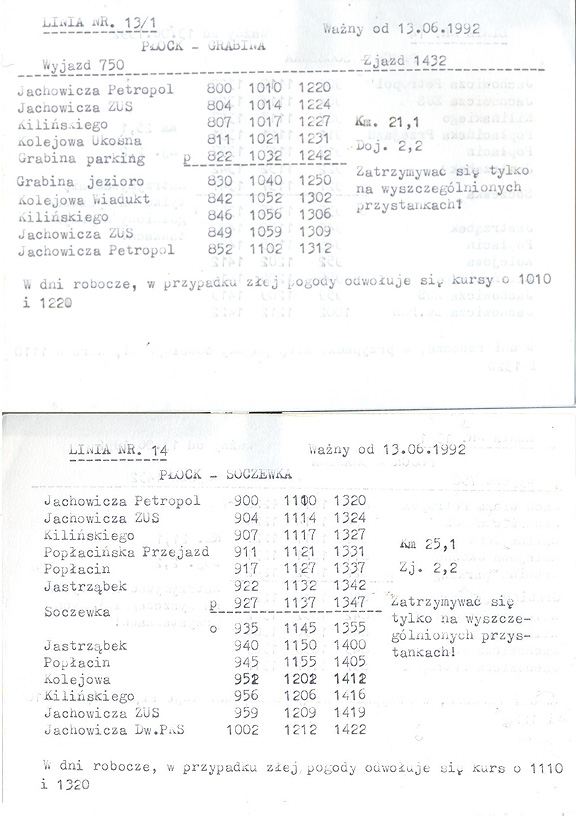 LINIA NR. 13/1 Ważny od 13.06.1992
PŁOCK - GRABINA
Wyjazd 750 Zjazd 1432
Jachowicza Petropol 800 1010 1220
Jachowicza ZUS 804 1014 1224
Kilińskiego 807 1017 1227 Km. 21,1
Kolejowa Ukośna 811 1021 1231 Doj. 2,2
Grabina parking p 822 1032 1242
Zatrzymywać się tylko
Grabina jezioro 830 1040 1250
na wyszczególnionych
Kolejowa Wiadukt 842 1052 1302
przystankach!
Kilińskiego 846 1056 1306
Jachowicza ZUS 849 1059 1309
Jachowicza Petropol 852 1102 1312
W dni robocze, w przypadku złej pogody odwołuje się kursy o 1010
i 1220
LINIA NR. 14 Ważny od 13.06.1992
PŁOCK - SOCZEWKA
Jachowicza Petropol 900 1110 1320
Jachowicza ZUS 904 1114 1324
Kilińskiego 907 1117 1327
Popłacińska Przejazd 911 1121 1331 Km 25,1
Popłacin 917 1127 1337 Zj. 2,2
Jastrząbek 922 1132 1342
Soczewka p 927 1137 1347 Zatrzymywać się
tylko na wyszcze-
o 935 1145 1355
gólnionych przys-
Jastrząbek 940 1150 1400 tankach!
Popłacin 945 1155 1405
Kolejowa 952 1202 1412
Kilińskiego 956 1206 1416
Jachowicza ZUS 959 1209 1419
Jachowicza Dw.PKS 1002 1212 1422
W dni robocze, w przypadku złej pogody odwołuje się kurs o 1110
i 1320